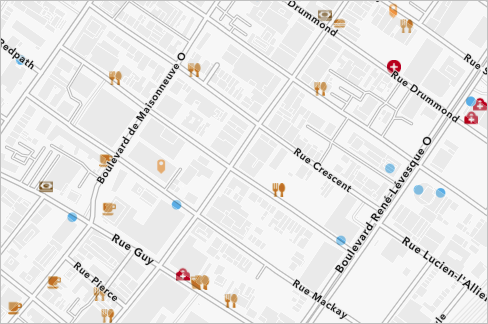 Drummond
Redpath
Rue S
Boulevard de Maisonneuve O
Rue Drummond
Rue Crescent
Boulevard René-Lévesque O
Rue Guy
Rue Lucien-l'Allier
Rue Pierce
Rue Mackay
le